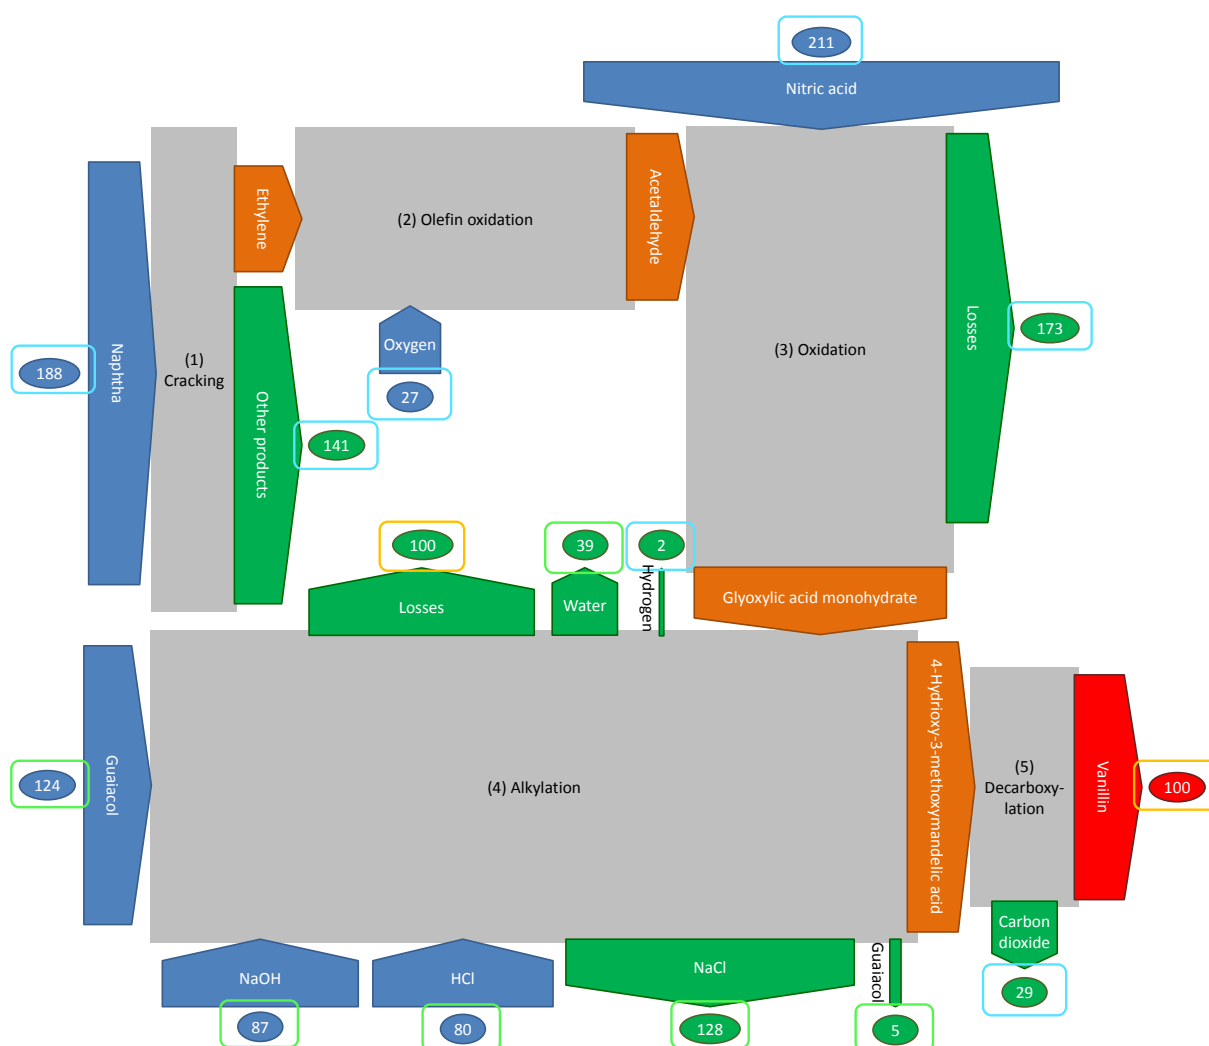 211
Nitric acid
Naphtha
188
(1)
Cracking
Ethylene
Other products
141
(2) Olefin oxidation
Oxygen
27
Acetaldehyde
(3) Oxidation
Losses
173
100
Losses
39
Water
2
Hydrogen
Glyoxylic acid monohydrate
124
Guaiacol
(4) Alkylation
4-Hydrioxy-3-methoxymandelic acid
(5)
Decarboxy-
lation
Vanillin
100
NaOH
87
HCl
80
NaCl
128
Guaiacol
5
Carbon
dioxide
29